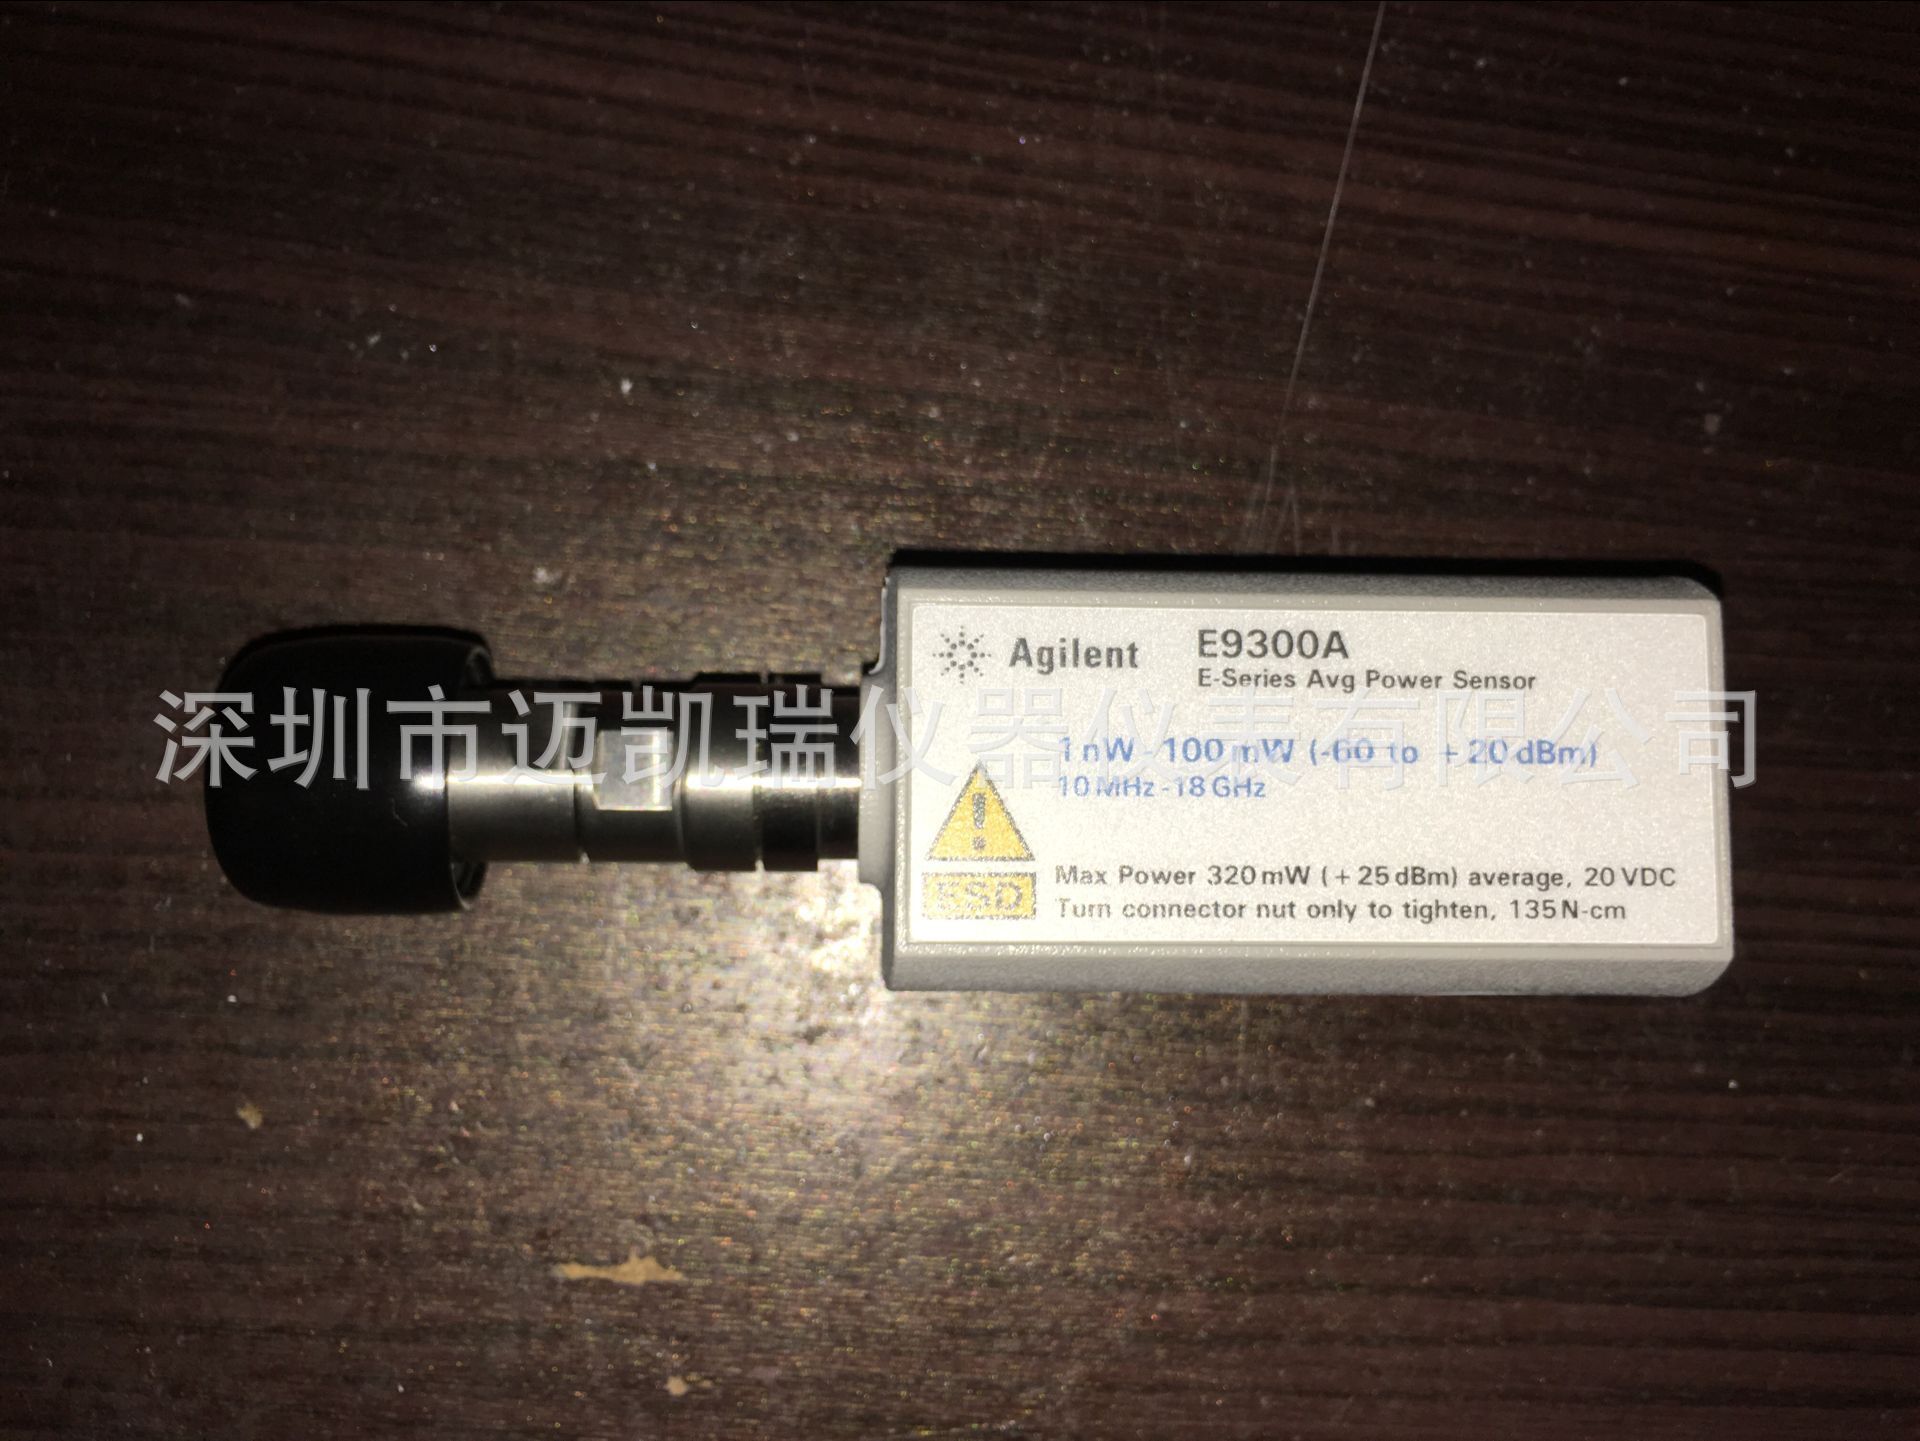 Agilent E9300A
E-Series Avg Power Sensor
深圳市迈凯瑞仪器仪表有限公司
1 nW - 100 mW (-60 to +20 dBm)
10 MHz - 18 GHz
ESD
Max Power 320 mW (+25 dBm) average, 20 VDC
Turn connector nut only to tighten, 135 N-cm